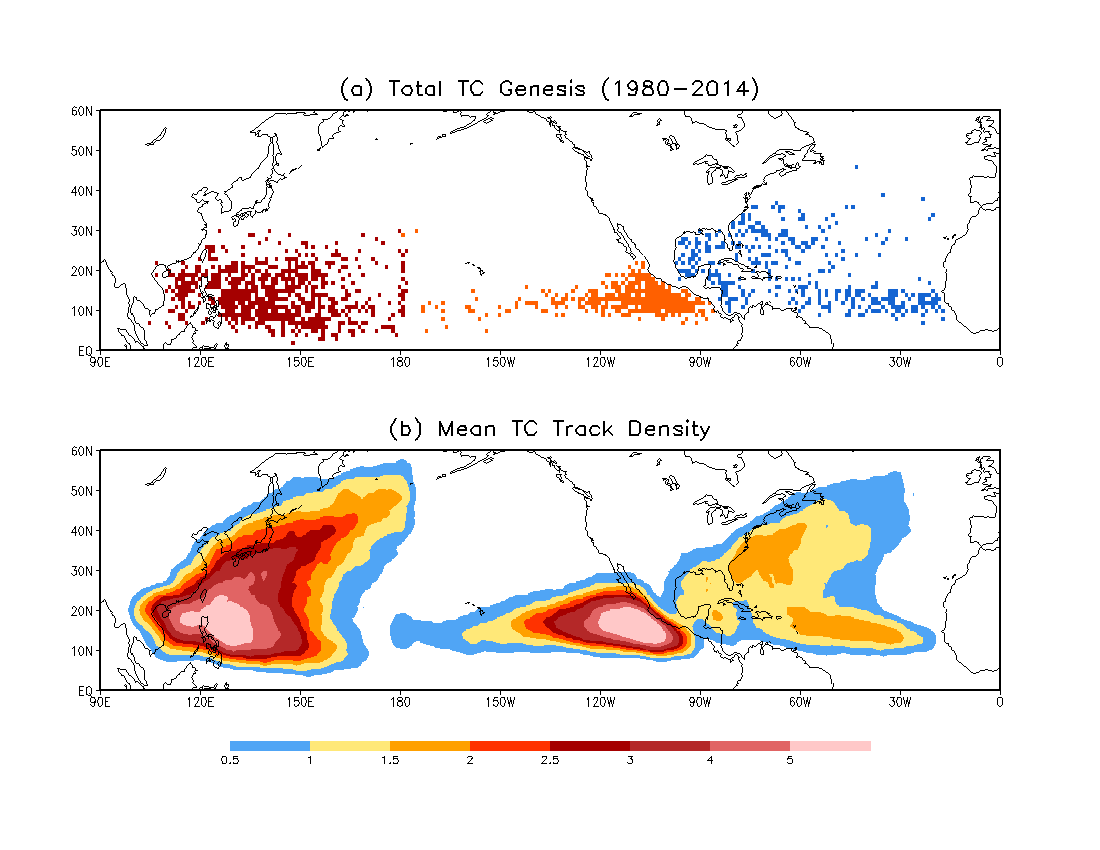 (a) Total TC Genesis (1980-2014)
60N
50N
40N
30N
20N
10N
EQ
90E 120E 150E 180 150W 120W 90W 60W 30W 0
(b) Mean TC Track Density
60N
50N
40N
30N
20N
10N
EQ
90E 120E 150E 180 150W 120W 90W 60W 30W 0
0.5 1 1.5 2 2.5 3 4 5